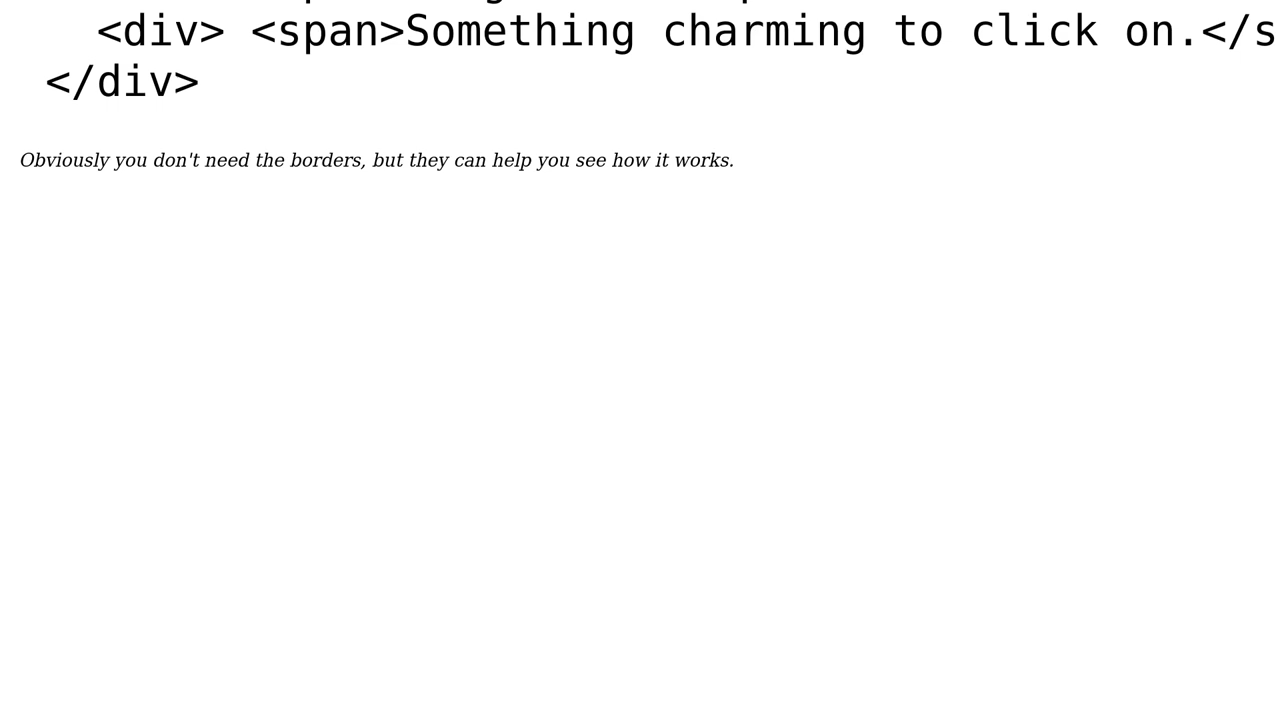 <div> <span>Something charming to click on.</s
</div>
Obviously you don't need the borders, but they can help you see how it works.